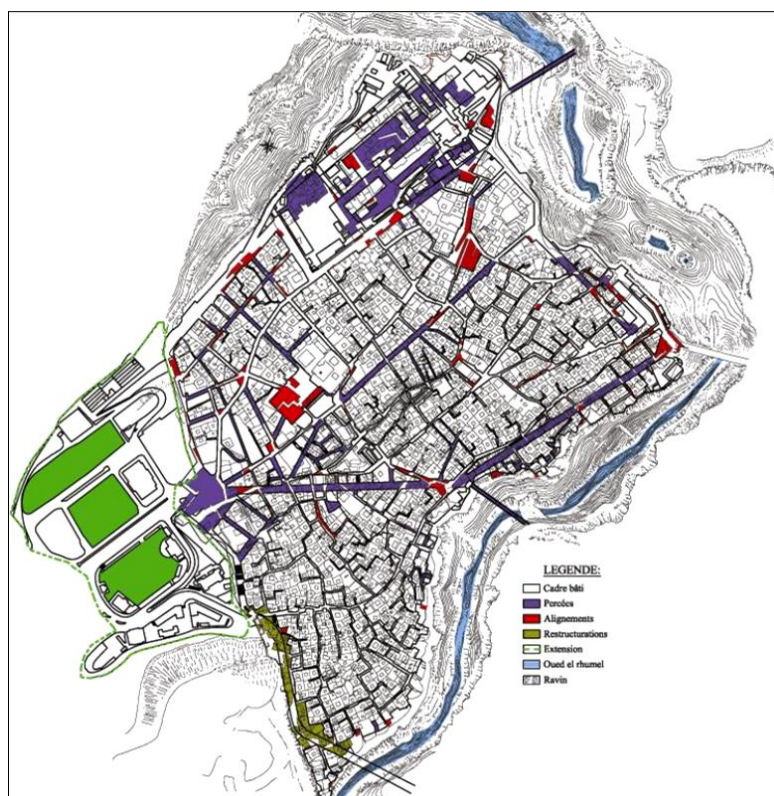 LEGENDE:
Cadre bâti
Percées
Alignements
Restructurations
Extension
Oued el rhumel
Ravin